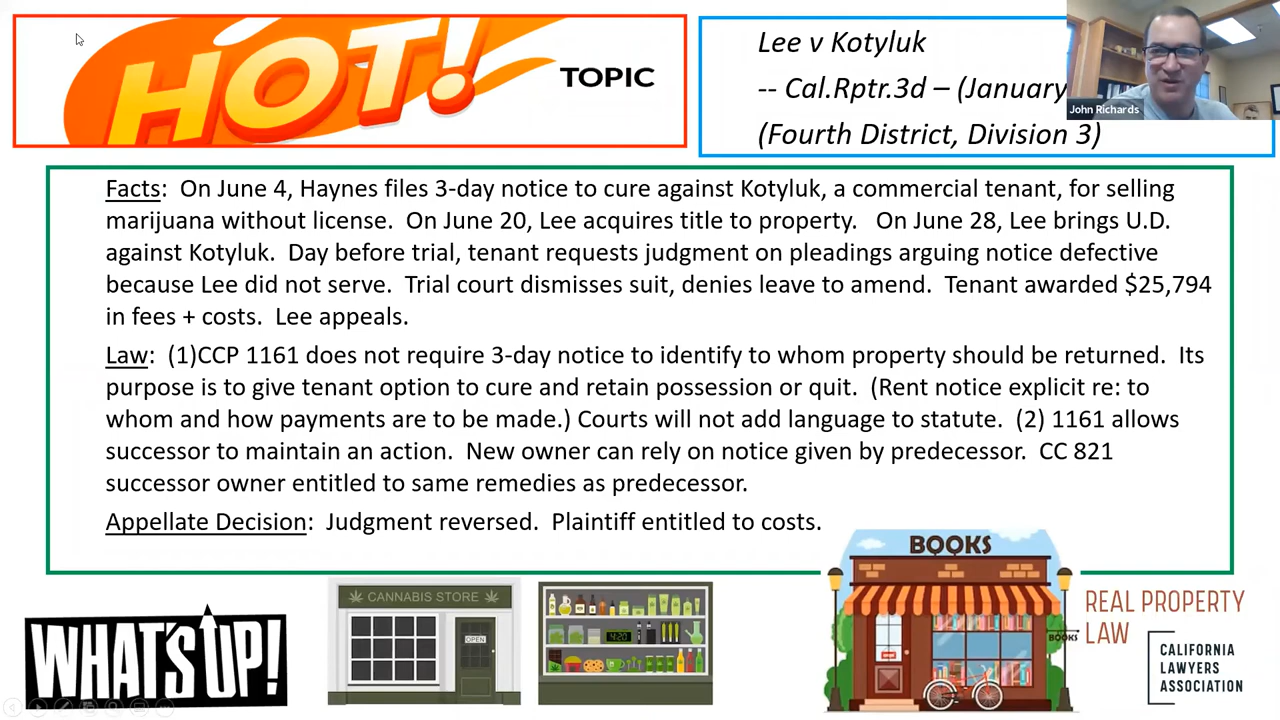 HOT!
TOPIC
Lee v Kotyluk
-- Cal.Rptr.3d – (January
(Fourth District, Division 3)
John Richards
Facts: On June 4, Haynes files 3-day notice to cure against Kotyluk, a commercial tenant, for selling
marijuana without license. On June 20, Lee acquires title to property. On June 28, Lee brings U.D.
against Kotyluk. Day before trial, tenant requests judgment on pleadings arguing notice defective
because Lee did not serve. Trial court dismisses suit, denies leave to amend. Tenant awarded $25,794
in fees + costs. Lee appeals.
Law: (1)CCP 1161 does not require 3-day notice to identify to whom property should be returned. Its
purpose is to give tenant option to cure and retain possession or quit. (Rent notice explicit re: to
whom and how payments are to be made.) Courts will not add language to statute. (2) 1161 allows
successor to maintain an action. New owner can rely on notice given by predecessor. CC 821
successor owner entitled to same remedies as predecessor.
Appellate Decision: Judgment reversed. Plaintiff entitled to costs.
WHAT'S UP!
CANNABIS STORE
OPEN
4:20
BOOKS
BOOKS
REAL PROPERTY
LAW
CALIFORNIA
LAWYERS
ASSOCIATION